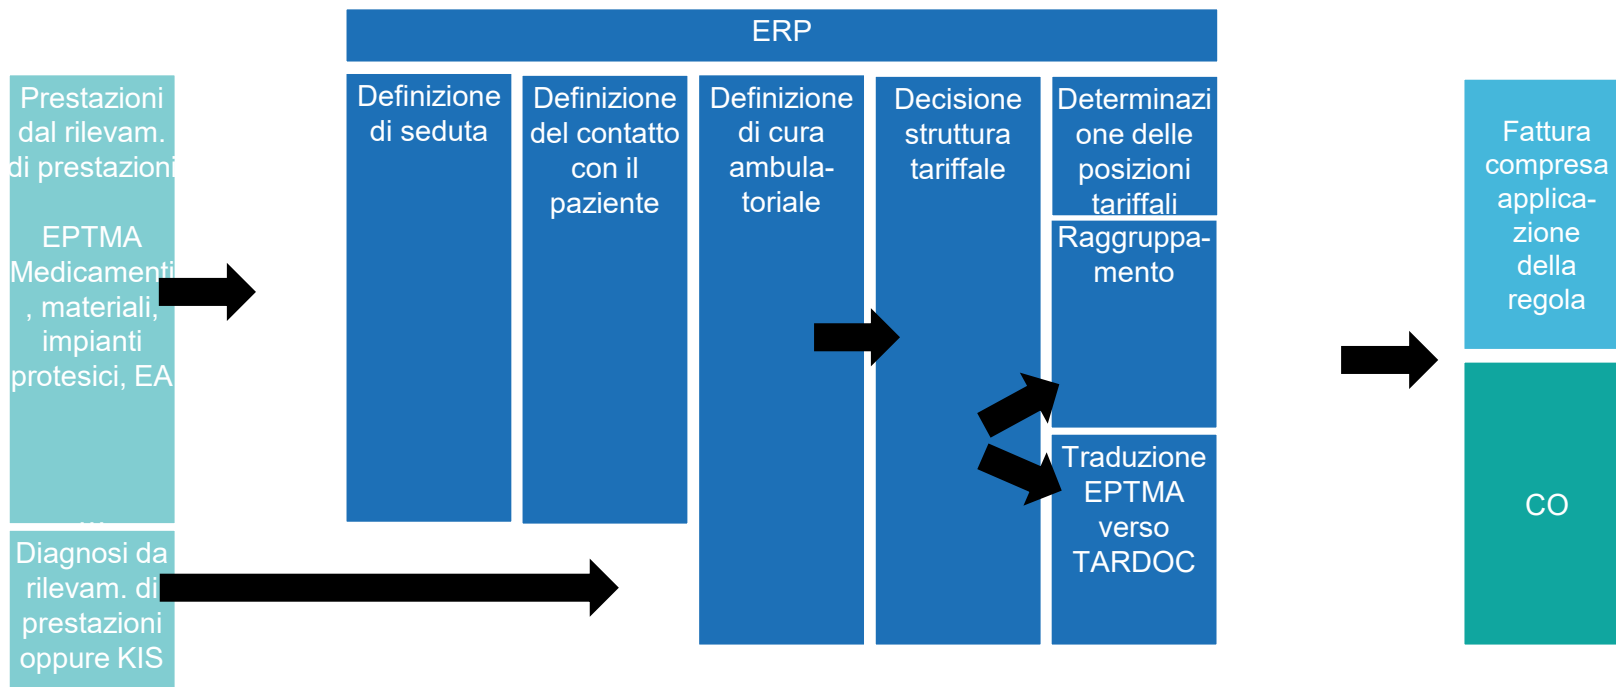 ERP
Prestazioni
dal rilevam.
di prestazioni
EPTMA
Medicamenti
, materiali,
impianti
protesici, EA
...
Diagnosi da
rilevam. di
prestazioni
oppure KIS
Definizione
di seduta
Definizione
del contatto
con il
paziente
Definizione
di cura
ambula-
toriale
Decisione
struttura
tariffale
Determinazi
one delle
posizioni
tariffali
Raggruppa-
mento
Traduzione
EPTMA
verso
TARDOC
Fattura
compresa
applica-
zione
della
regola
CO